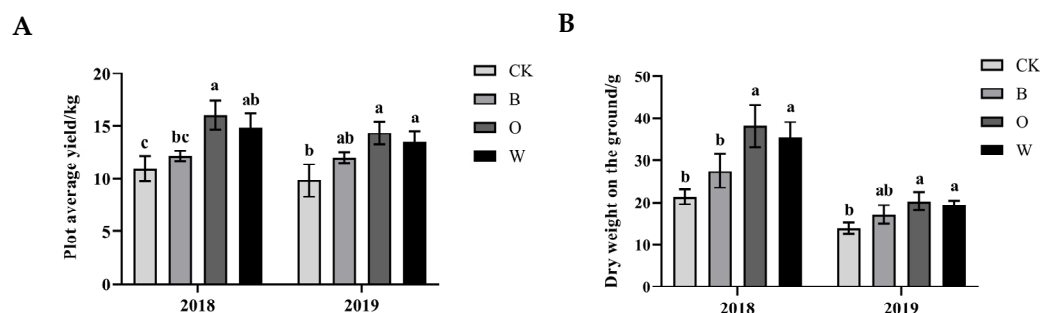 A
Plot average yield/kg
20
15
10
5
0
c
bc
a
ab
b
ab
a
a
2018
2019
CK
B
O
W
B
Dry weight on the ground/g
50
40
30
20
10
0
b
b
a
a
b
ab
a
a
2018
2019
CK
B
O
W